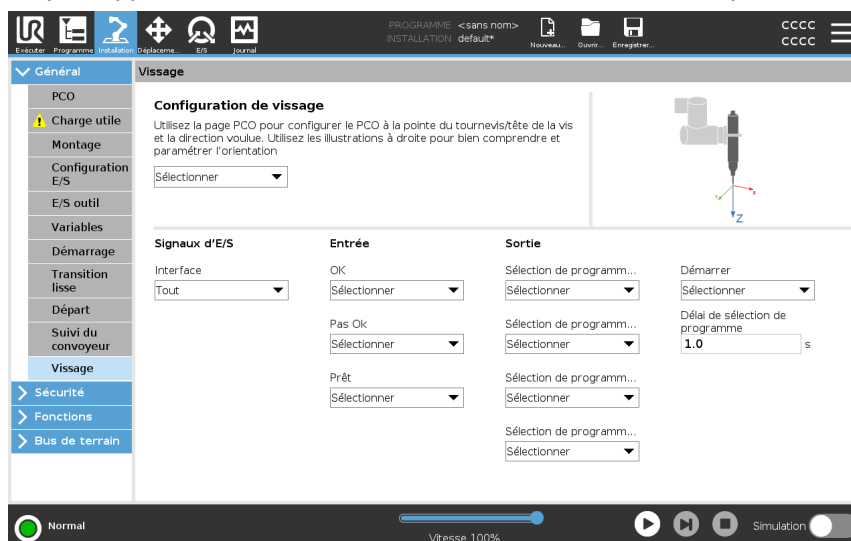 PROGRAMME <sans nom>
INSTALLATION default*
cccc
cccc
Exécuter
Programme
Installation
Déplaceme...
E/S
Journal
Nouveau...
Ouvrir...
Enregistrer...
Général
PCO
Charge utile
Montage
Configuration
E/S
E/S outil
Variables
Démarrage
Transition
lisse
Départ
Suivi du
convoyeur
Vissage
Sécurité
Fonctions
Bus de terrain
Vissage
Configuration de vissage
Utilisez la page PCO pour configurer le PCO à la pointe du tournevis/tête de la vis
et la direction voulue. Utilisez les illustrations à droite pour bien comprendre et
paramétrer l'orientation
Sélectionner
Y
X
Z
Signaux d'E/S
Interface
Tout
Entrée
OK
Sélectionner
Pas Ok
Sélectionner
Prêt
Sélectionner
Sortie
Sélection de programm...
Sélectionner
Sélection de programm...
Sélectionner
Sélection de programm...
Sélectionner
Sélection de programm...
Sélectionner
Démarrer
Sélectionner
Délai de sélection de
programme
1.0 s
Normal
Vitesse 100%
Simulation